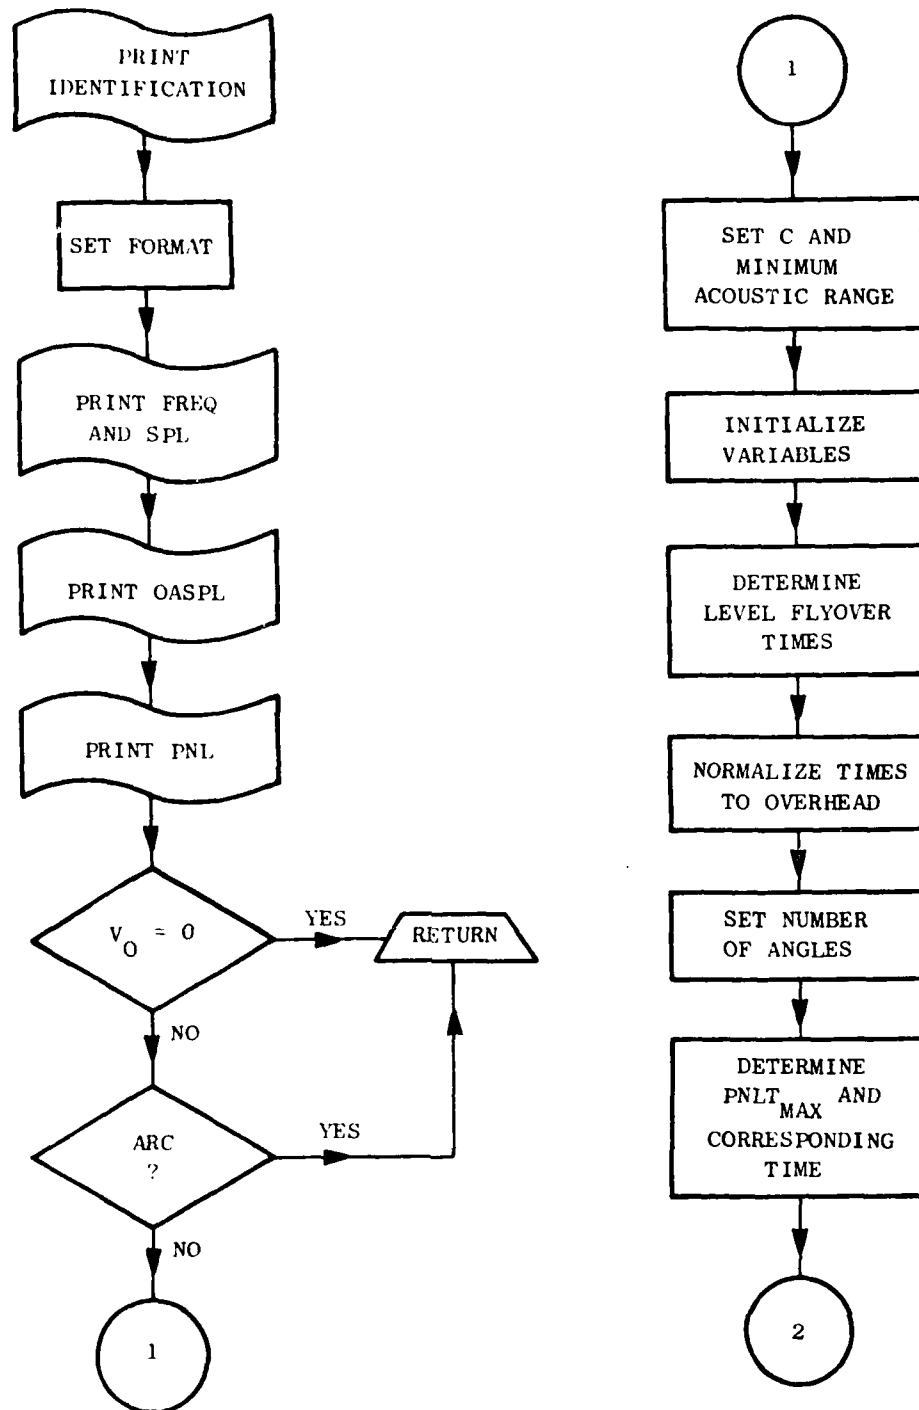 PRINT
IDENTIFICATION
SET FORMAT
PRINT FREQ
AND SPL
PRINT OASPL
PRINT PNL
V_O = 0
YES
RETURN
NO
ARC
?
YES
NO
1
1
SET C AND
MINIMUM
ACOUSTIC RANGE
INITIALIZE
VARIABLES
DETERMINE
LEVEL FLYOVER
TIMES
NORMALIZE TIMES
TO OVERHEAD
SET NUMBER
OF ANGLES
DETERMINE
PNLT_MAX AND
CORRESPONDING
TIME
2